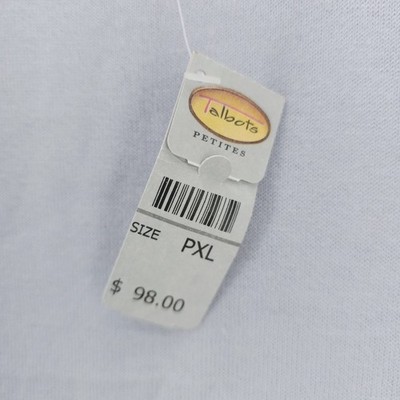 Talbots
PETITES
SIZE PXL
$ 98.00